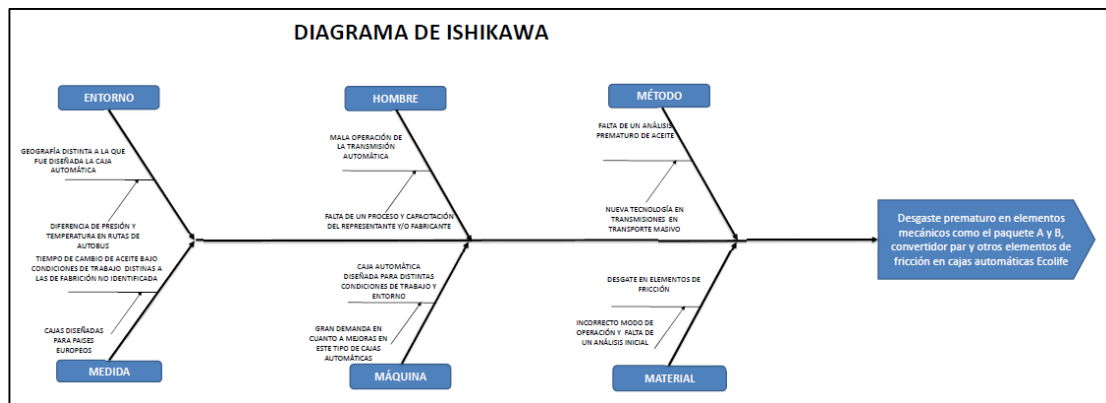 DIAGRAMA DE ISHIKAWA
ENTORNO
HOMBRE
MÉTODO
GEOGRAFÍA DISTINTA A LA QUE
FUE DISEÑADA LA CAJA
AUTOMÁTICA
MALA OPERACIÓN DE
LA TRANSMISIÓN
AUTOMÁTICA
FALTA DE UN ANÁLISIS
PREMATURO DE ACEITE
DIFERENCIA DE PRESIÓN Y
TEMPERATURA EN RUTAS DE
AUTOBUS
FALTA DE UN PROCESO Y CAPACITACIÓN
DEL REPRESENTANTE Y/O FABRICANTE
NUEVA TECNOLOGÍA EN
TRANSMISIONES EN
TRANSPORTE MASIVO
Desgaste prematuro en elementos
mecánicos como el paquete A y B,
convertidor par y otros elementos de
fricción en cajas automáticas Ecolife
TIEMPO DE CAMBIO DE ACEITE BAJO
CONDICIONES DE TRABAJO DISTINAS A
LAS DE FABRICIÓN NO IDENTIFICADA
CAJA AUTOMÁTICA
DISEÑADA PARA DISTINTAS
CONDICIONES DE TRABAJO Y
ENTORNO
DESGATE EN ELEMENTOS DE
FRICCIÓN
CAJAS DISEÑADAS
PARA PAISES
EUROPEOS
GRAN DEMANDA EN
CUANTO A MEJORAS EN
ESTE TIPO DE CAJAS
AUTOMÁTICAS
INCORRECTO MODO DE
OPERACIÓN Y FALTA DE
UN ANÁLISIS INICIAL
MEDIDA
MÁQUINA
MATERIAL